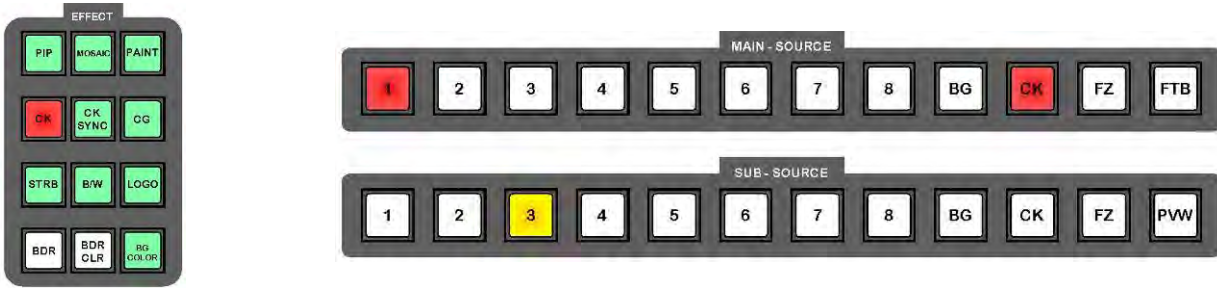 EFFECT
PIP MOSAIC PAINT
CK CK SYNC CG
STRB B/W LOGO
BDR BDR CLR BG COLOR
MAIN - SOURCE
1 2 3 4 5 6 7 8 BG CK FZ FTB
SUB - SOURCE
1 2 3 4 5 6 7 8 BG CK FZ PVW